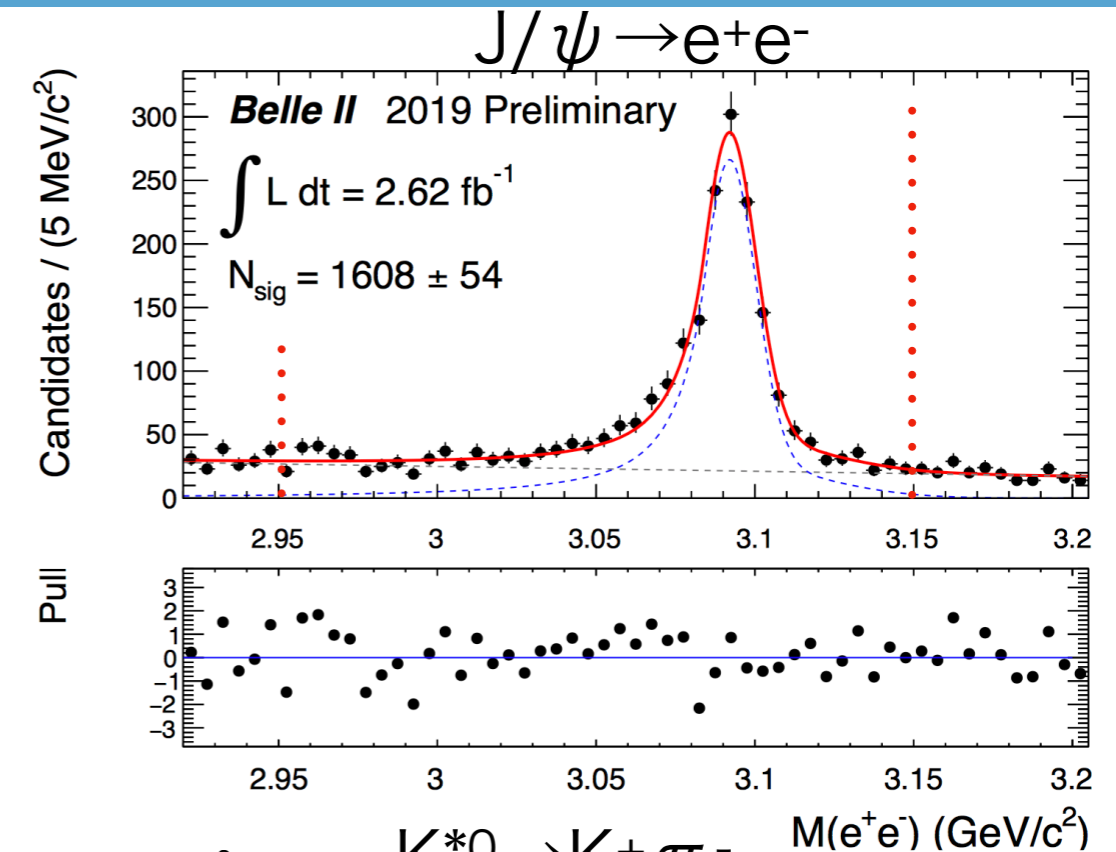 J/ψ →e⁺e⁻
Belle II 2019 Preliminary
∫ L dt = 2.62 fb⁻¹
N_sig = 1608 ± 54
Candidates / (5 MeV/c²)
300
250
200
150
100
50
0
2.95 3 3.05 3.1 3.15 3.2
Pull
3
2
1
0
−1
−2
−3
2.95 3 3.05 3.1 3.15 3.2
M(e⁺e⁻) (GeV/c²)